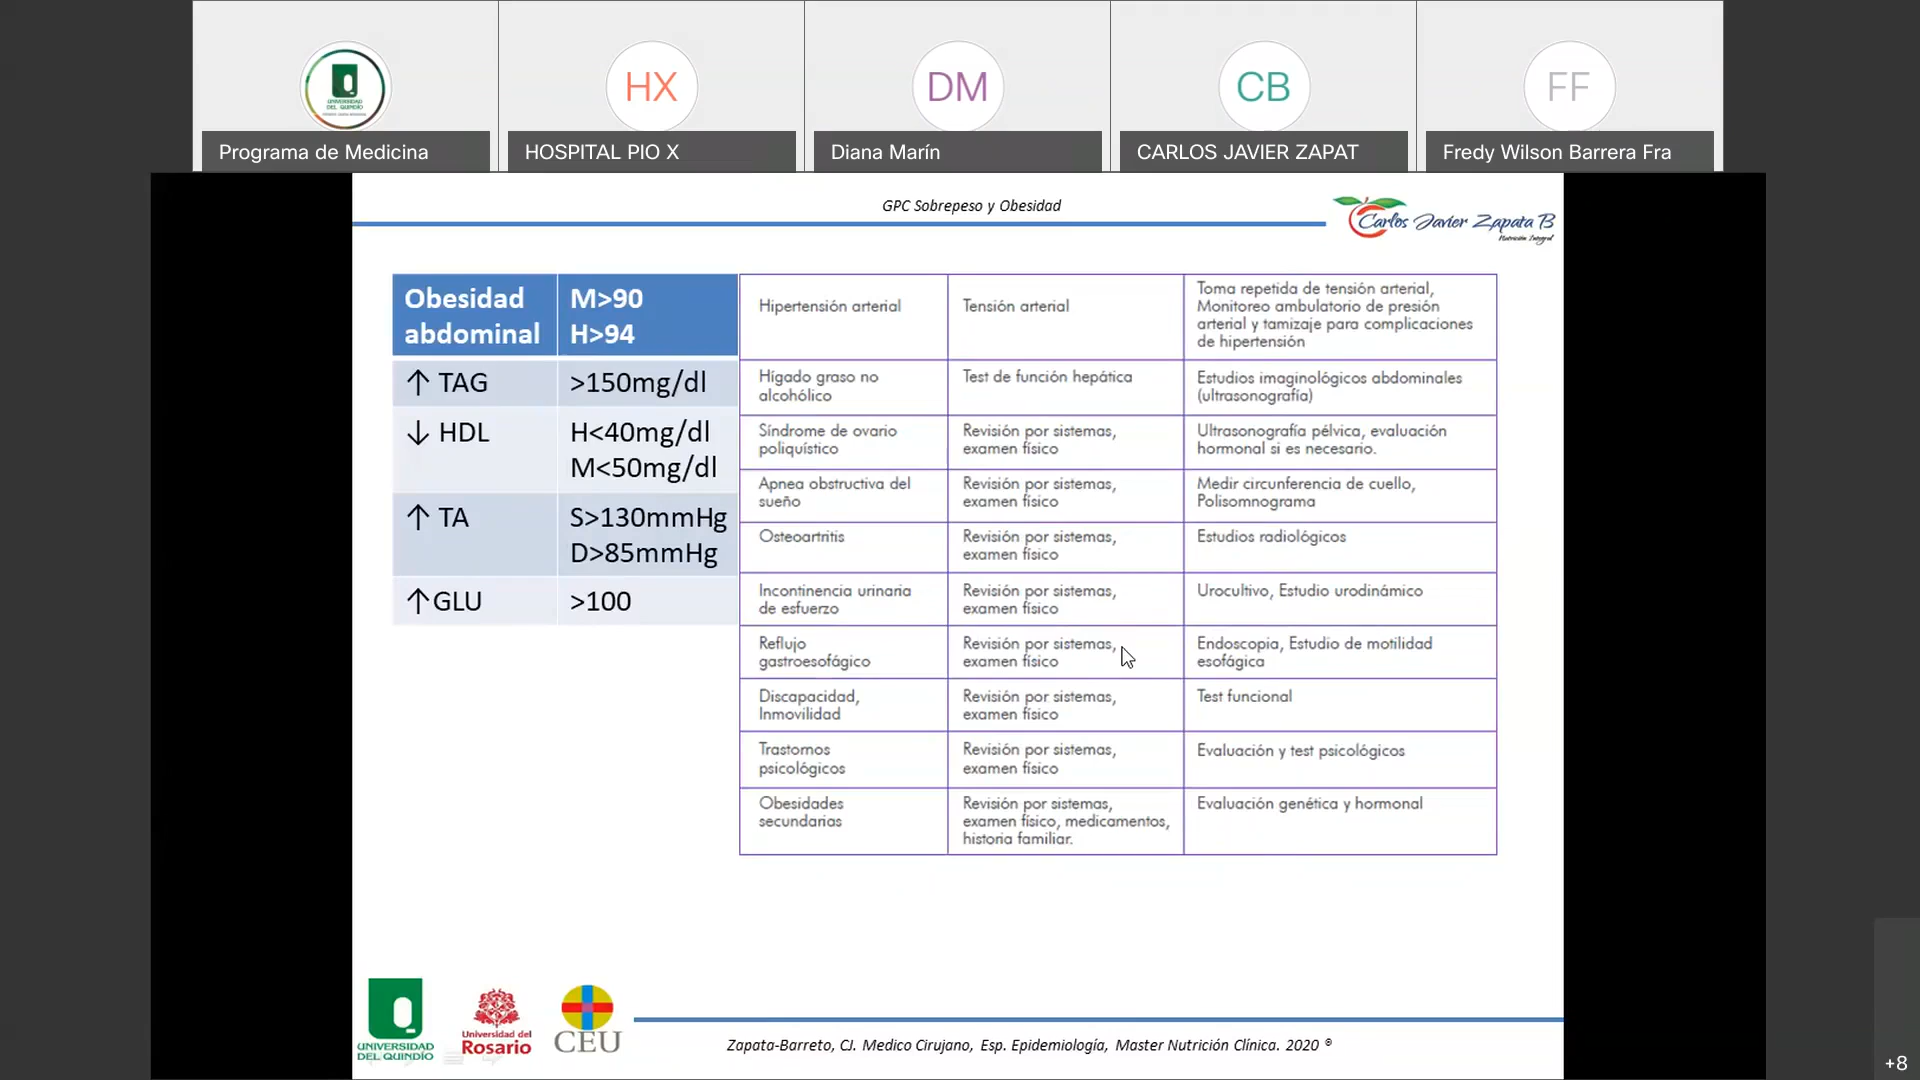 UNIVERSIDAD
DEL QUINDÍO
HX
DM
CB
FF
Programa de Medicina
HOSPITAL PIO X
Diana Marín
CARLOS JAVIER ZAPAT
Fredy Wilson Barrera Fra
GPC Sobrepeso y Obesidad
Carlos Javier Zapata B
Nutrición Integral
Obesidad
abdominal
M>90
H>94
↑ TAG
>150mg/dl
↓ HDL
H<40mg/dl
M<50mg/dl
↑ TA
S>130mmHg
D>85mmHg
↑GLU
>100
Hipertensión arterial
Tensión arterial
Toma repetida de tensión arterial,
Monitoreo ambulatorio de presión
arterial y tamizaje para complicaciones
de hipertensión
Hígado graso no
alcohólico
Test de función hepática
Estudios imaginológicos abdominales
(ultrasonografía)
Síndrome de ovario
poliquístico
Revisión por sistemas,
examen físico
Ultrasonografía pélvica, evaluación
hormonal si es necesario.
Apnea obstructiva del
sueño
Revisión por sistemas,
examen físico
Medir circunferencia de cuello,
Polisomnograma
Osteoartritis
Revisión por sistemas,
examen físico
Estudios radiológicos
Incontinencia urinaria
de esfuerzo
Revisión por sistemas,
examen físico
Urocultivo, Estudio urodinámico
Reflujo
gastroesofágico
Revisión por sistemas,
examen físico
Endoscopia, Estudio de motilidad
esofágica
Discapacidad,
Inmovilidad
Revisión por sistemas,
examen físico
Test funcional
Trastornos
psicológicos
Revisión por sistemas,
examen físico
Evaluación y test psicológicos
Obesidades
secundarias
Revisión por sistemas,
examen físico, medicamentos,
historia familiar.
Evaluación genética y hormonal
UNIVERSIDAD
DEL QUINDÍO
Universidad del
Rosario
CEU
Zapata-Barreto, CJ. Medico Cirujano, Esp. Epidemiología, Master Nutrición Clínica. 2020 ®
+8